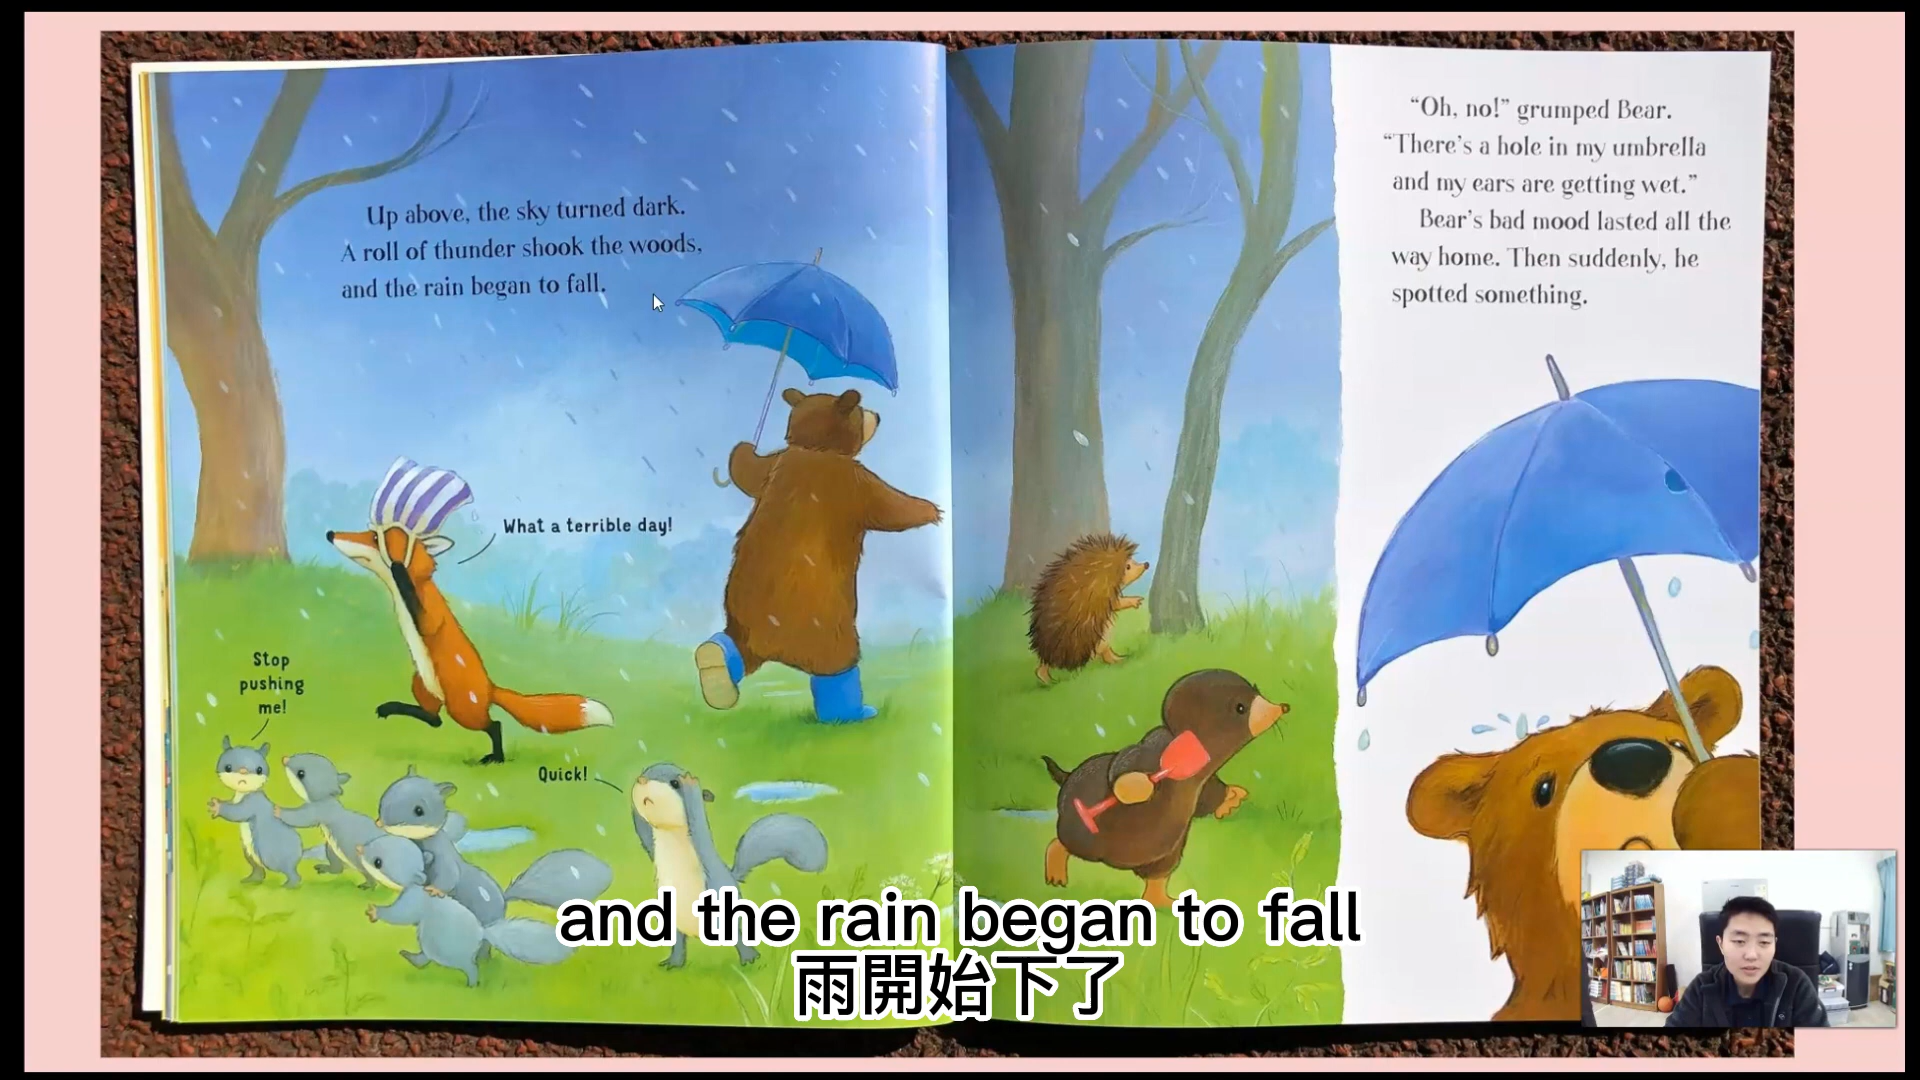 Up above, the sky turned dark.
A roll of thunder shook the woods,
and the rain began to fall.
What a terrible day!
Stop
pushing
me!
Quick!
“Oh, no!” grumped Bear.
“There’s a hole in my umbrella
and my ears are getting wet.”
Bear’s bad mood lasted all the
way home. Then suddenly, he
spotted something.
and the rain began to fall
雨開始下了